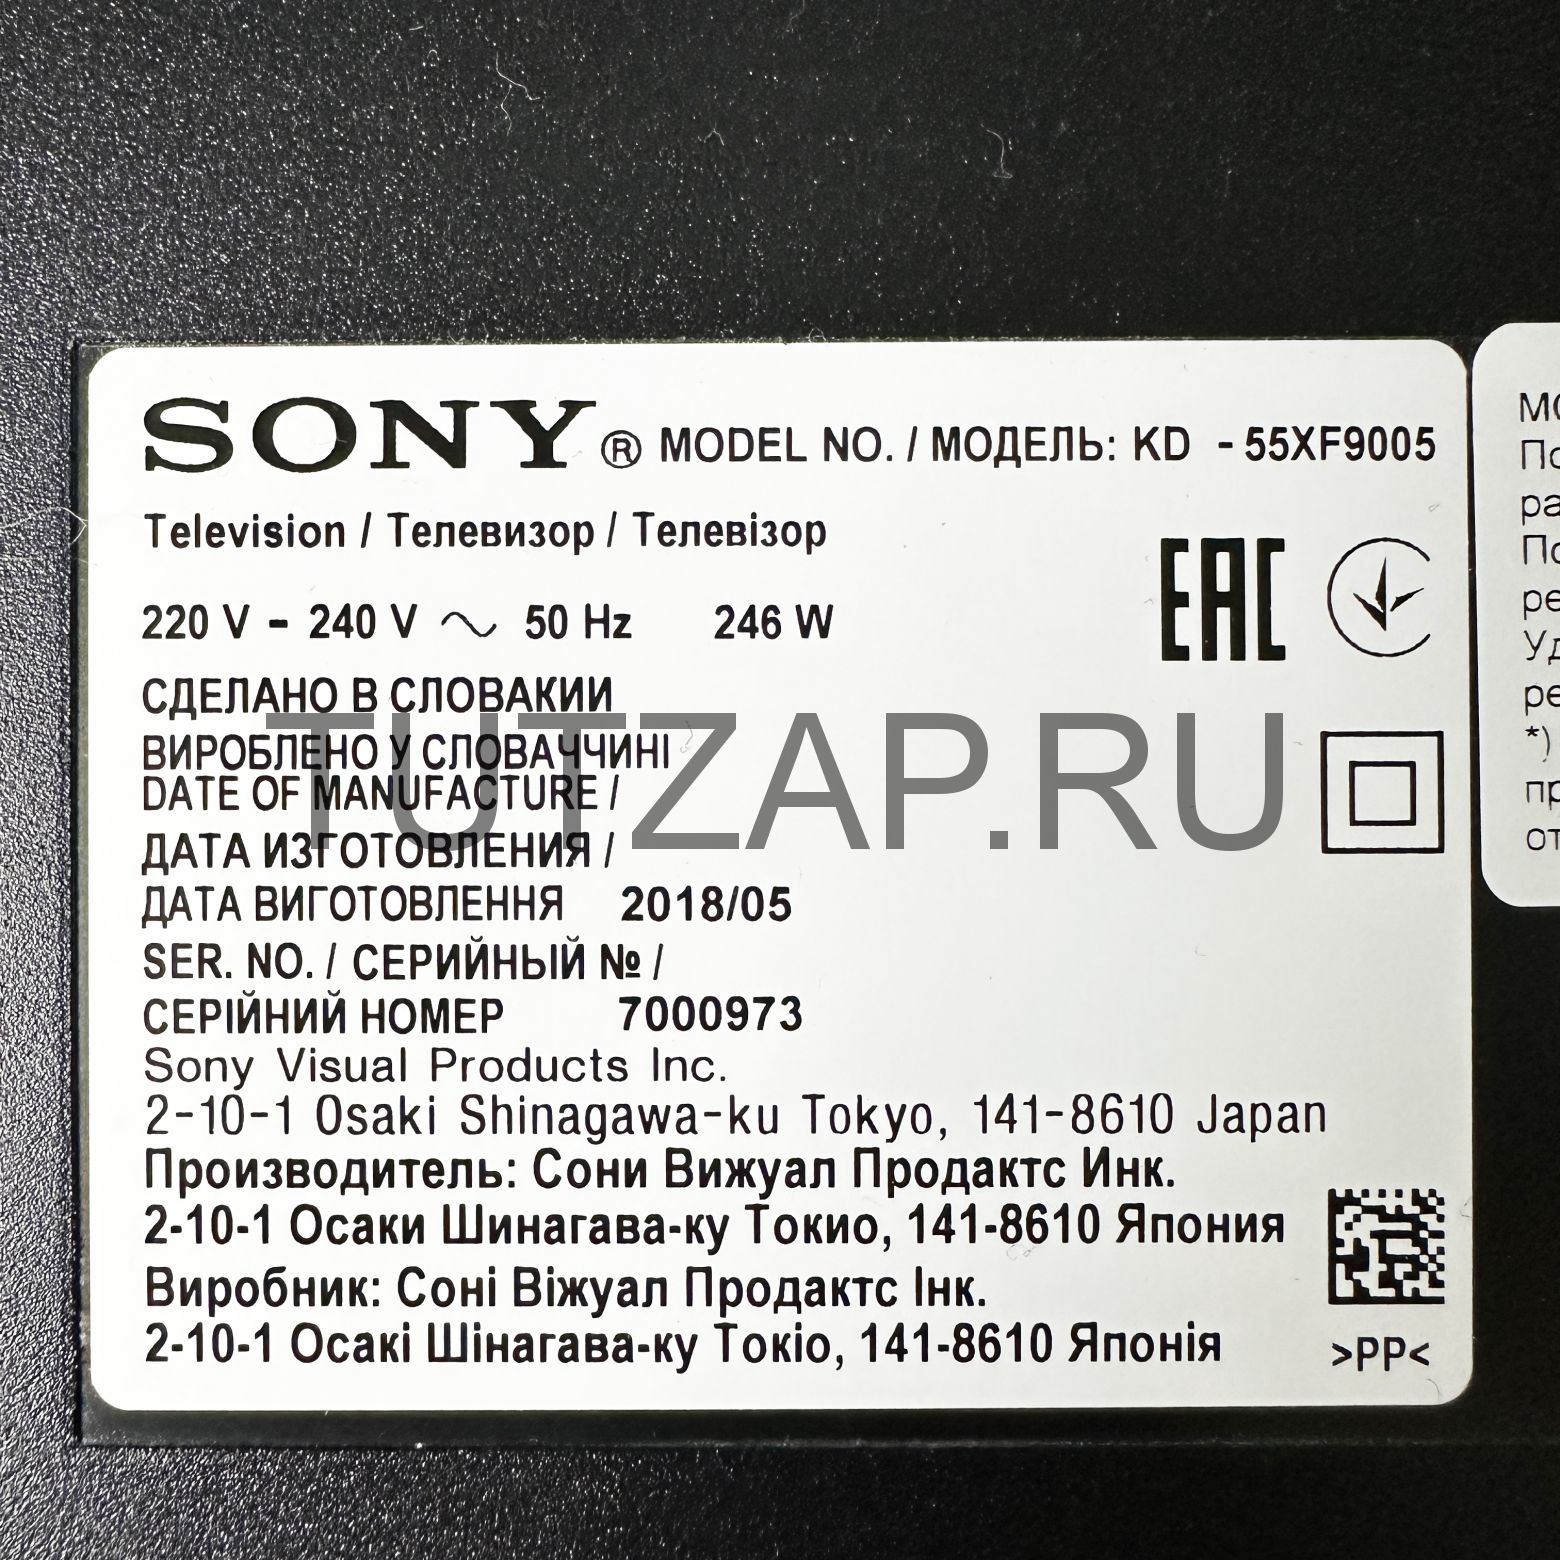 SONY® MODEL NO. / МОДЕЛЬ: KD - 55XF9005
Television / Телевизор / Телевізор
220 V - 240 V ~ 50 Hz 246 W
EAC
СДЕЛАНО В СЛОВАКИИ
ВИРОБЛЕНО У СЛОВАЧЧИНІ
DATE OF MANUFACTURE /
ДАТА ИЗГОТОВЛЕНИЯ /
ДАТА ВИГОТОВЛЕННЯ 2018/05
SER. NO. / СЕРИЙНЫЙ № /
СЕРІЙНИЙ НОМЕР 7000973
Sony Visual Products Inc.
2-10-1 Osaki Shinagawa-ku Tokyo, 141-8610 Japan
Производитель: Сони Вижуал Продактс Инк.
2-10-1 Осаки Шинагава-ку Токио, 141-8610 Япония
Виробник: Соні Віжуал Продактс Інк.
2-10-1 Осакі Шінагава-ку Токіо, 141-8610 Японія
>PP<
TUTZAP.RU